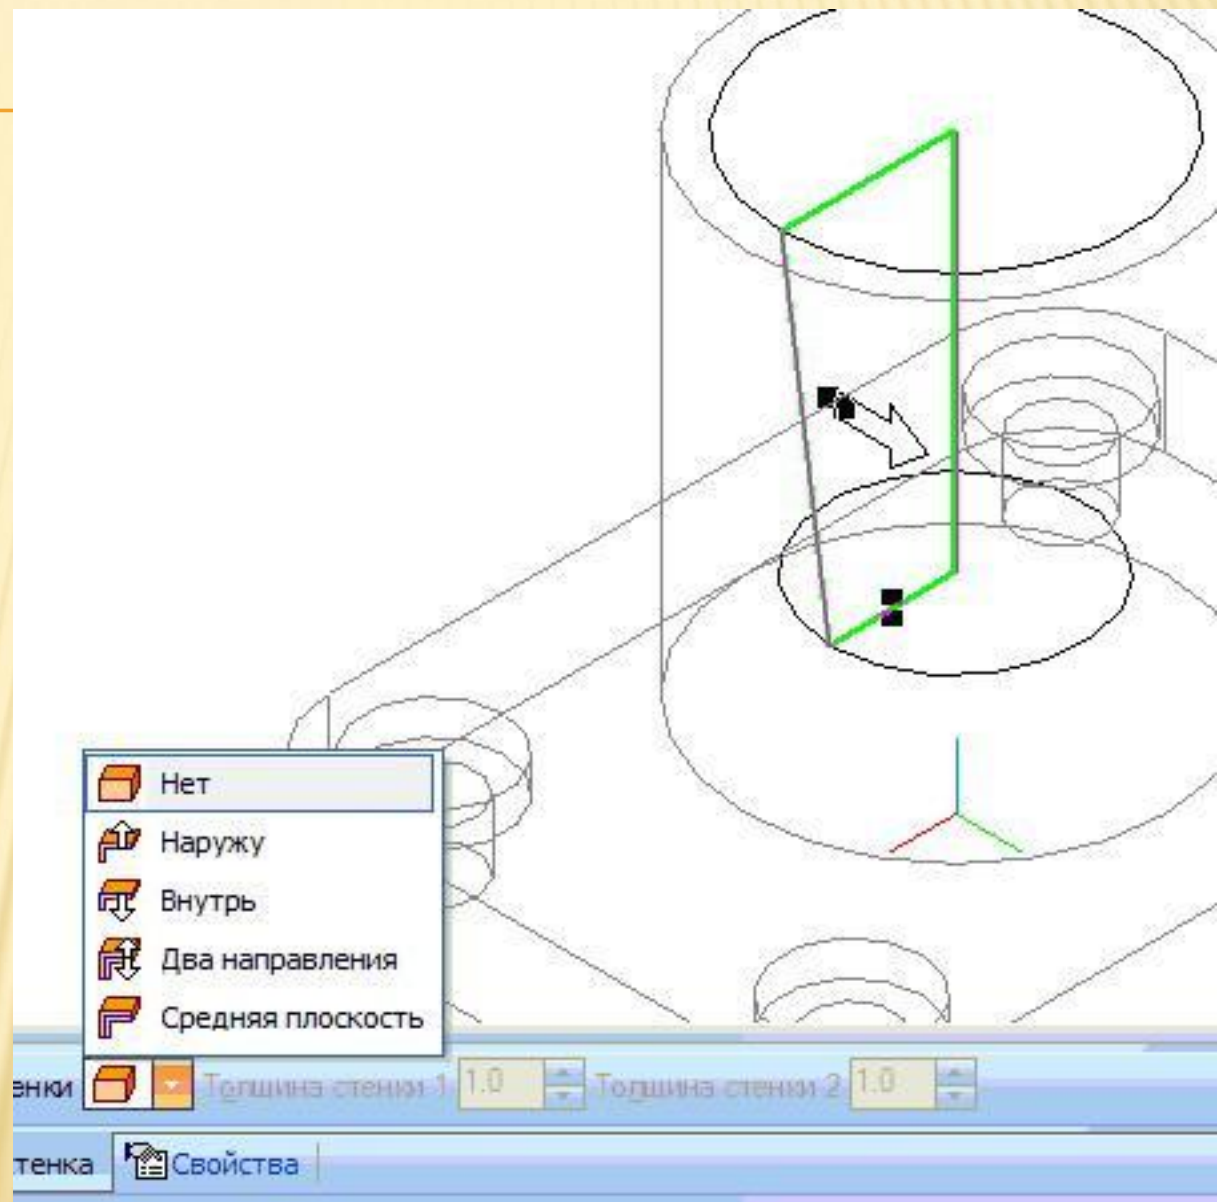 Нет
Наружу
Внутрь
Два направления
Средняя плоскость
енки Толщина стенки 1 1.0 Толщина стенки 2 1.0
тенка Свойства